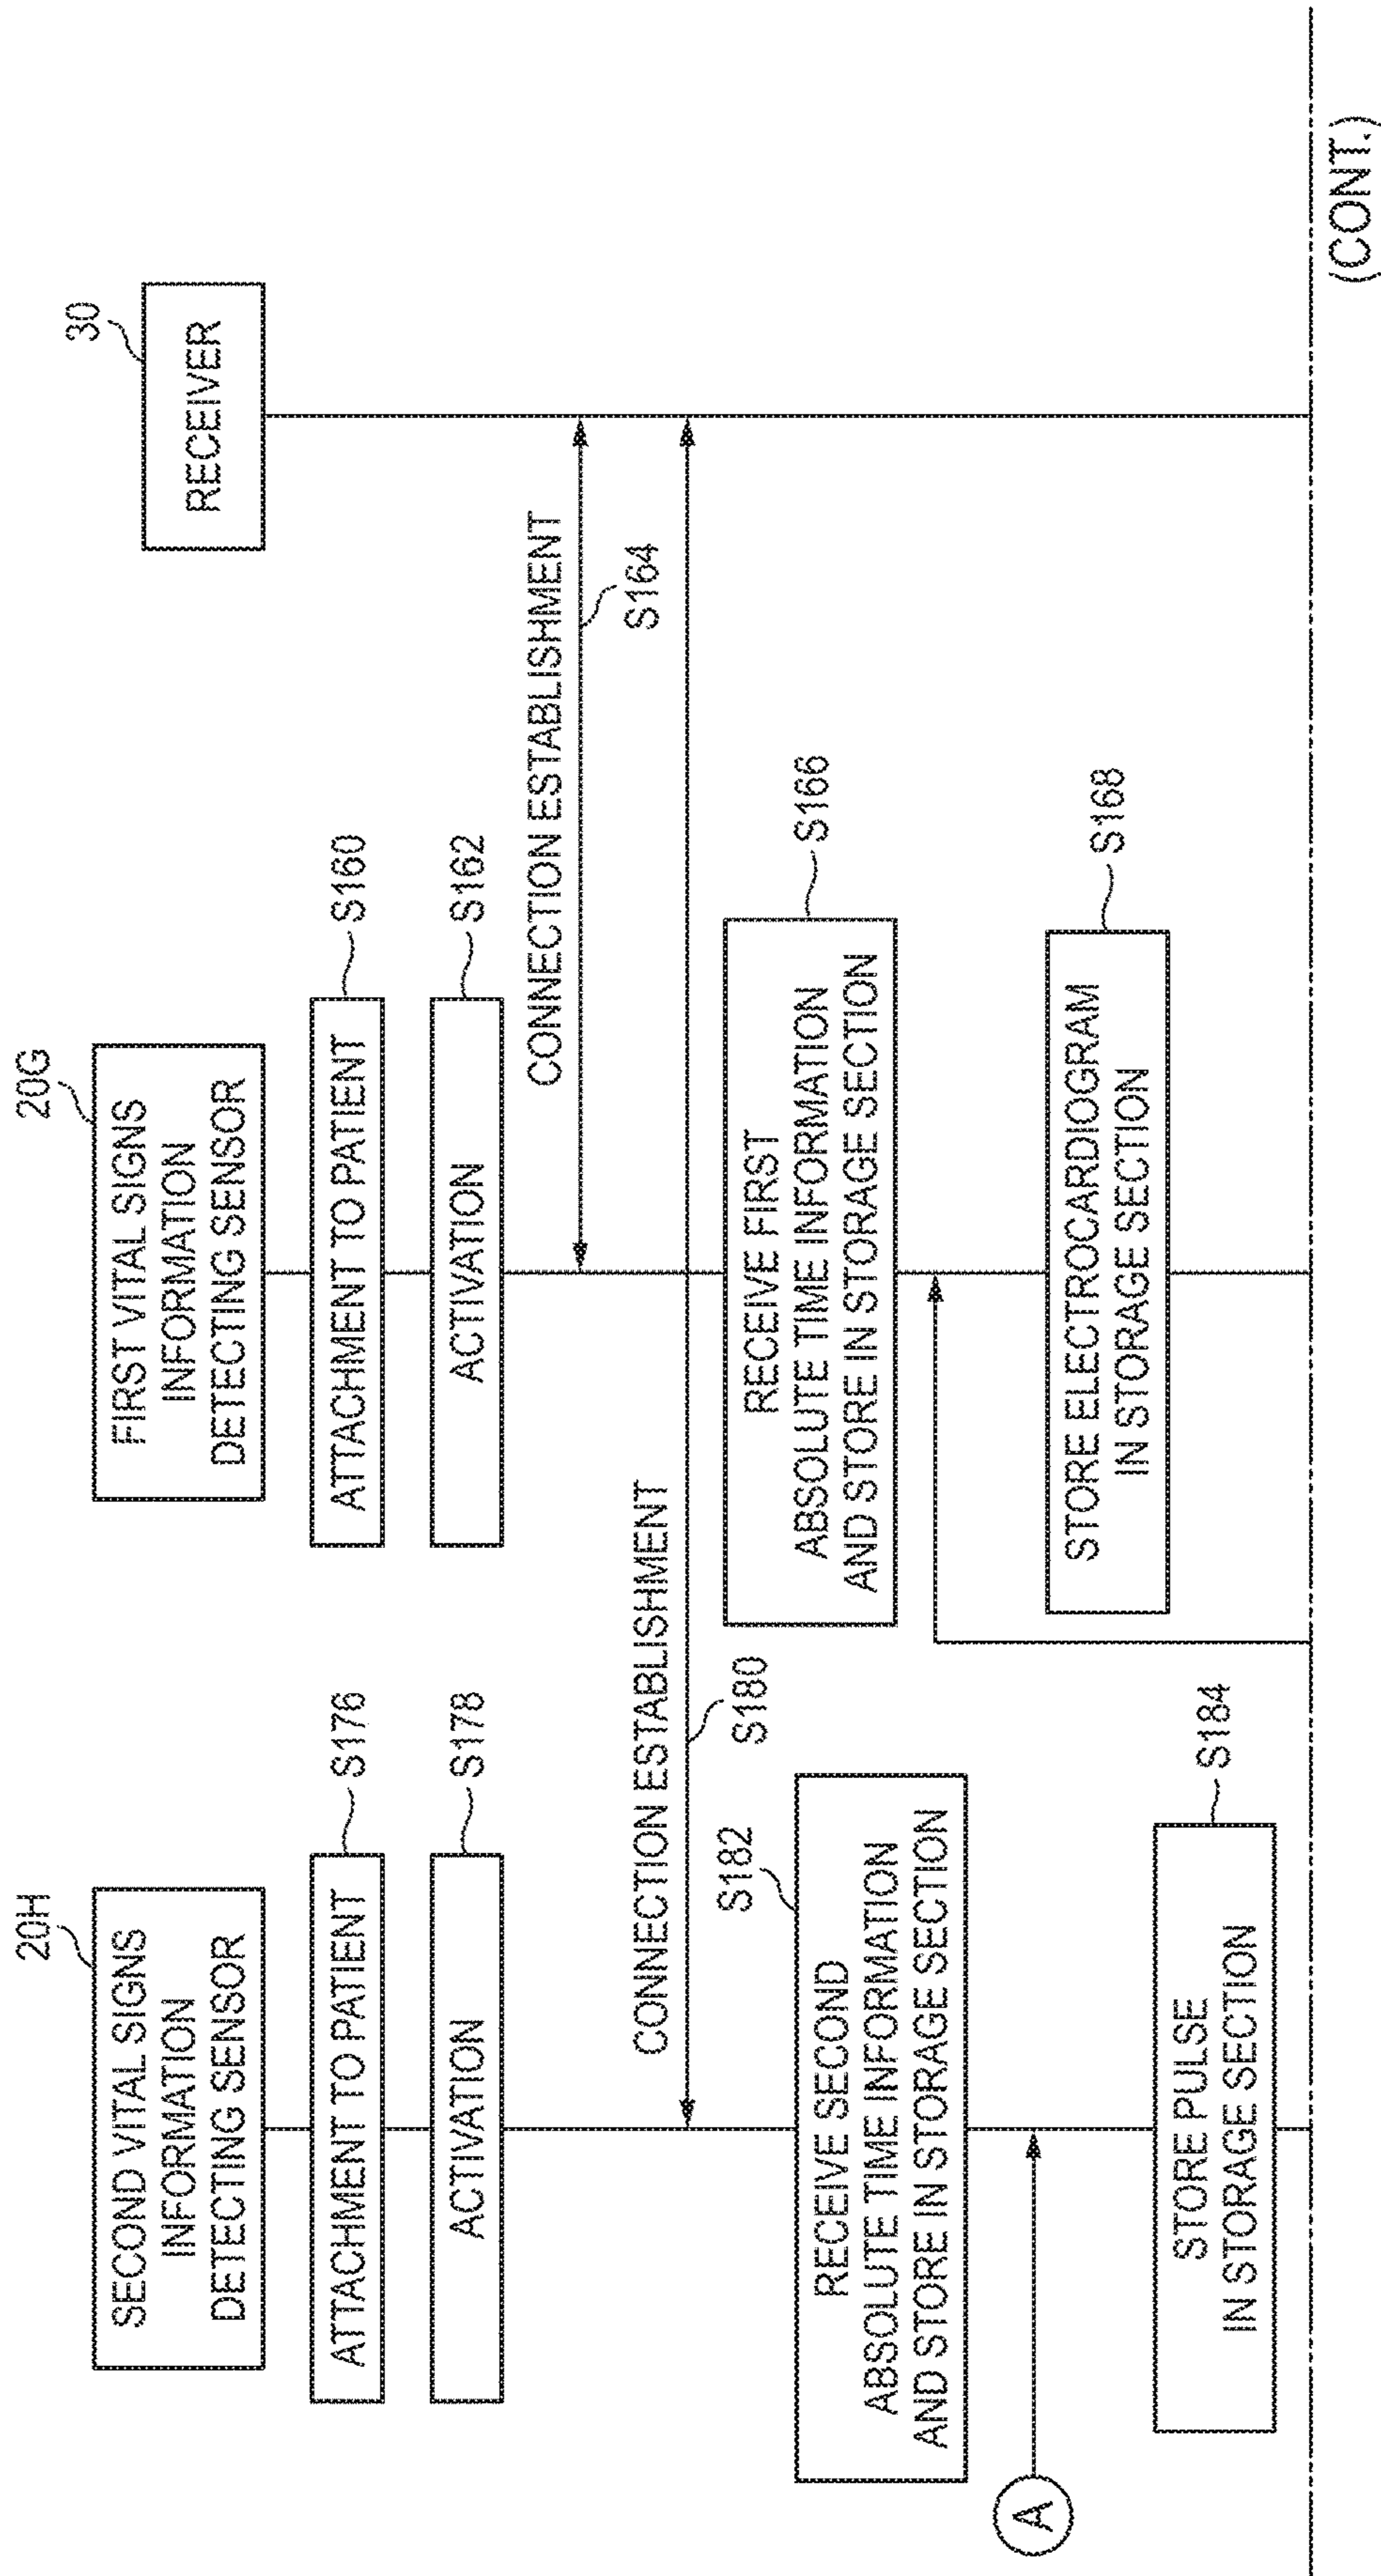 20H
SECOND VITAL SIGNS
INFORMATION
DETECTING SENSOR
20G
FIRST VITAL SIGNS
INFORMATION
DETECTING SENSOR
30
RECEIVER
ATTACHMENT TO PATIENT
S176
ATTACHMENT TO PATIENT
S160
ACTIVATION
S178
ACTIVATION
S162
CONNECTION ESTABLISHMENT
S164
CONNECTION ESTABLISHMENT
S180
S182
RECEIVE SECOND
ABSOLUTE TIME INFORMATION
AND STORE IN STORAGE SECTION
RECEIVE FIRST
ABSOLUTE TIME INFORMATION
AND STORE IN STORAGE SECTION
S166
A
STORE PULSE
IN STORAGE SECTION
S184
STORE ELECTROCARDIOGRAM
IN STORAGE SECTION
S168
(CONT.)